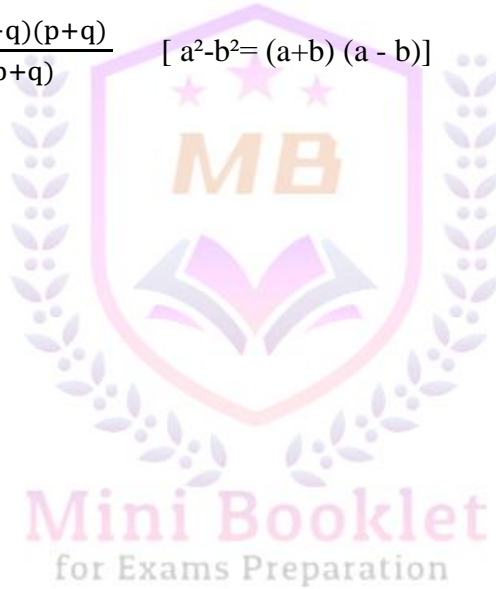 q)(p+q)
p+q)
[ a²-b²= (a+b) (a - b)]
MB
Mini Booklet
for Exams Preparation